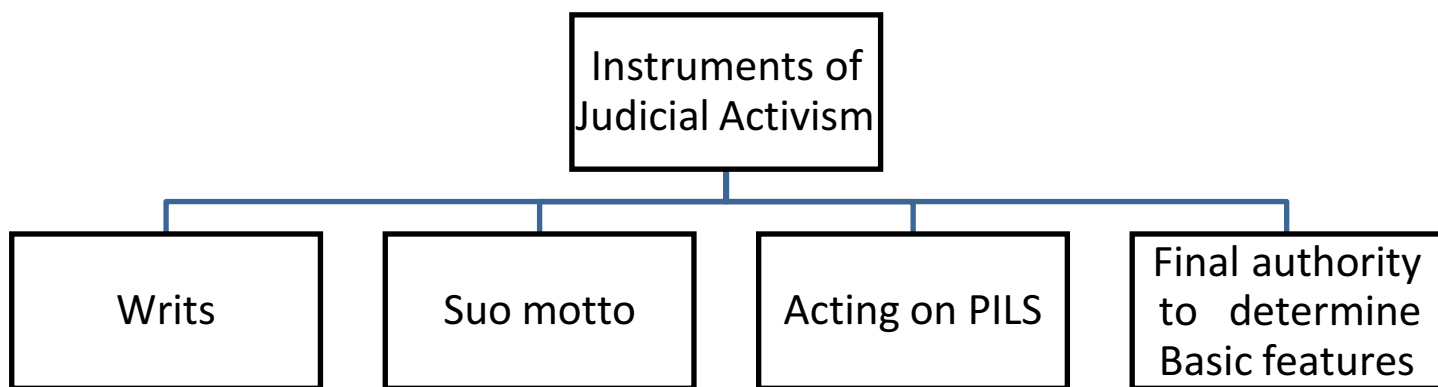 Instruments of
Judicial Activism
Writs
Suo motto
Acting on PILS
Final authority
to determine
Basic features